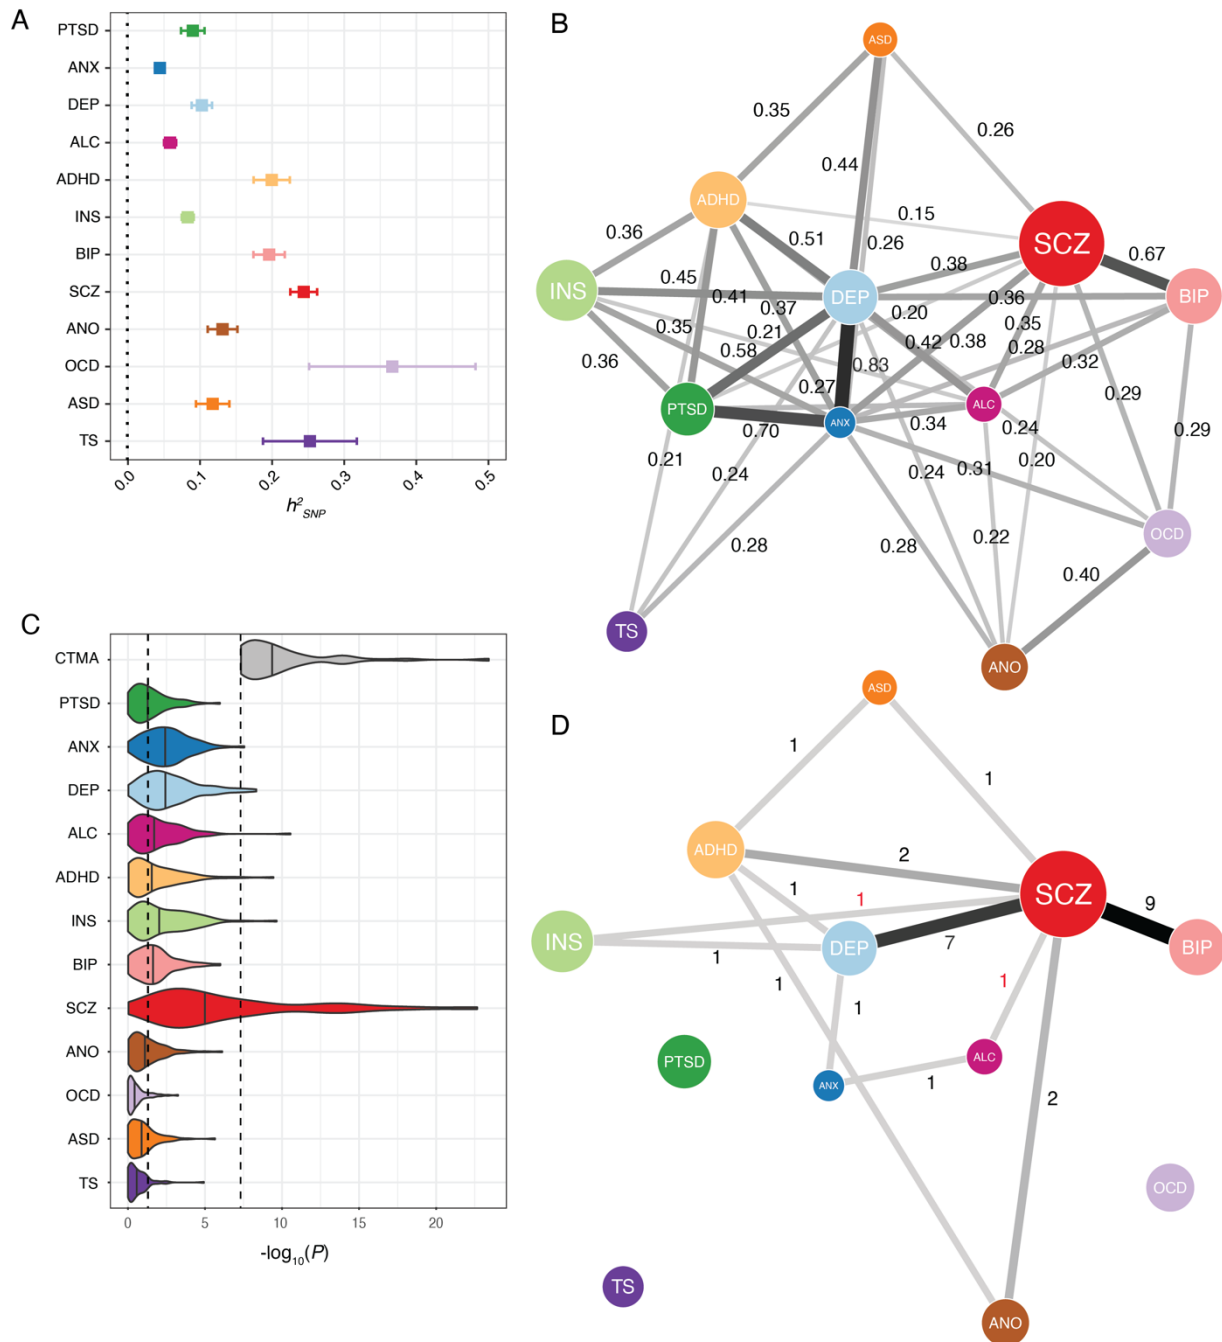 A
PTSD
ANX
DEP
ALC
ADHD
INS
BIP
SCZ
ANO
OCD
ASD
TS
0.0
0.1
0.2
0.3
0.4
0.5
h²SNP
B
ASD
0.35
0.26
0.44
ADHD
0.15
SCZ
0.36
0.51
0.26
0.38
0.67
INS
0.45
0.41
0.37
DEP
0.20
0.36
BIP
0.35
0.21
0.42
0.38
0.35
0.28
0.32
0.36
0.58
0.27
0.83
PTSD
ANX
ALC
0.29
0.70
0.34
0.24
0.29
0.21
0.24
0.24
0.31
0.20
OCD
0.28
0.28
0.22
0.40
TS
ANO
C
CTMA
PTSD
ANX
DEP
ALC
ADHD
INS
BIP
SCZ
ANO
OCD
ASD
TS
0
5
10
15
20
-log10(P)
D
ASD
1
1
ADHD
2
1
1
SCZ
9
INS
DEP
7
BIP
1
1
1
1
PTSD
ANX
1
ALC
2
OCD
TS
ANO